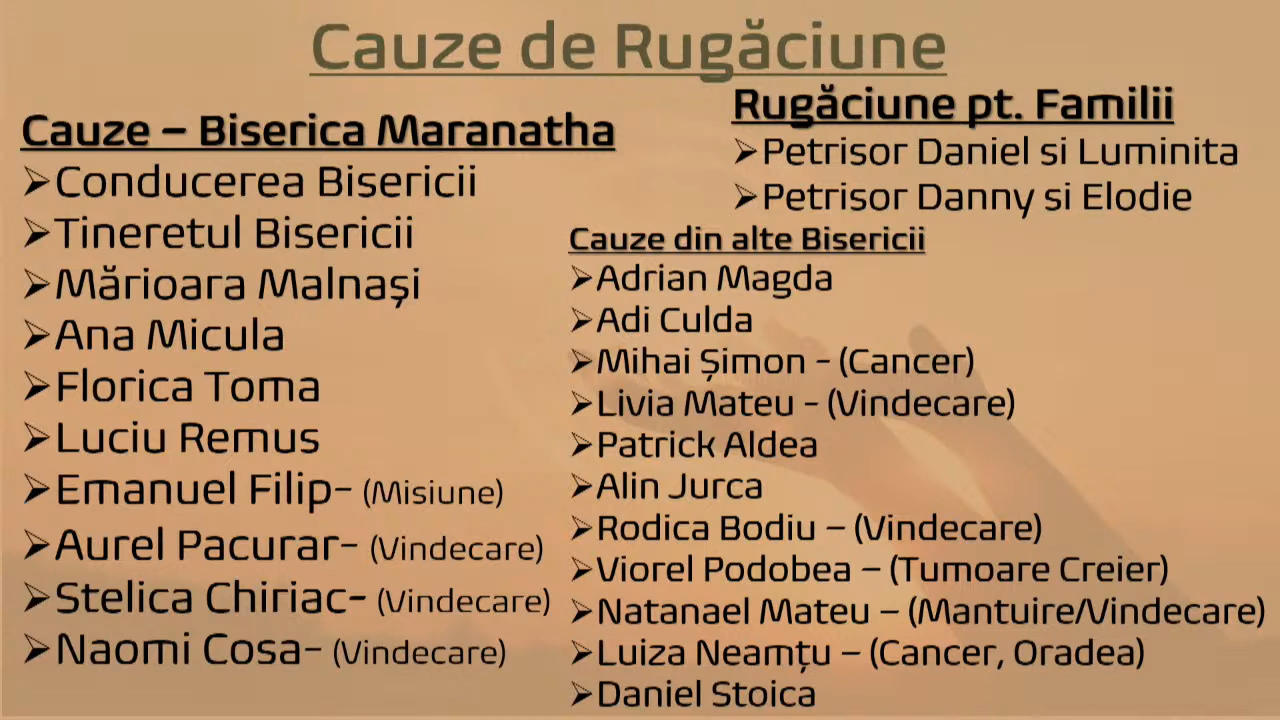 Cauze de Rugăciune
Cauze – Biserica Maranatha
➢Conducerea Bisericii
➢Tineretul Bisericii
➢Mărioara Malnaşi
➢Ana Micula
➢Florica Toma
➢Luciu Remus
➢Emanuel Filip– (Misiune)
➢Aurel Pacurar– (Vindecare)
➢Stelica Chiriac- (Vindecare)
➢Naomi Cosa– (Vindecare)
Rugăciune pt. Familii
➢Petrisor Daniel si Luminita
➢Petrisor Danny si Elodie
Cauze din alte Bisericii
➢Adrian Magda
➢Adi Culda
➢Mihai Șimon - (Cancer)
➢Livia Mateu - (Vindecare)
➢Patrick Aldea
➢Alin Jurca
➢Rodica Bodiu – (Vindecare)
➢Viorel Podobea – (Tumoare Creier)
➢Natanael Mateu – (Mantuire/Vindecare)
➢Luiza Neamțu – (Cancer, Oradea)
➢Daniel Stoica